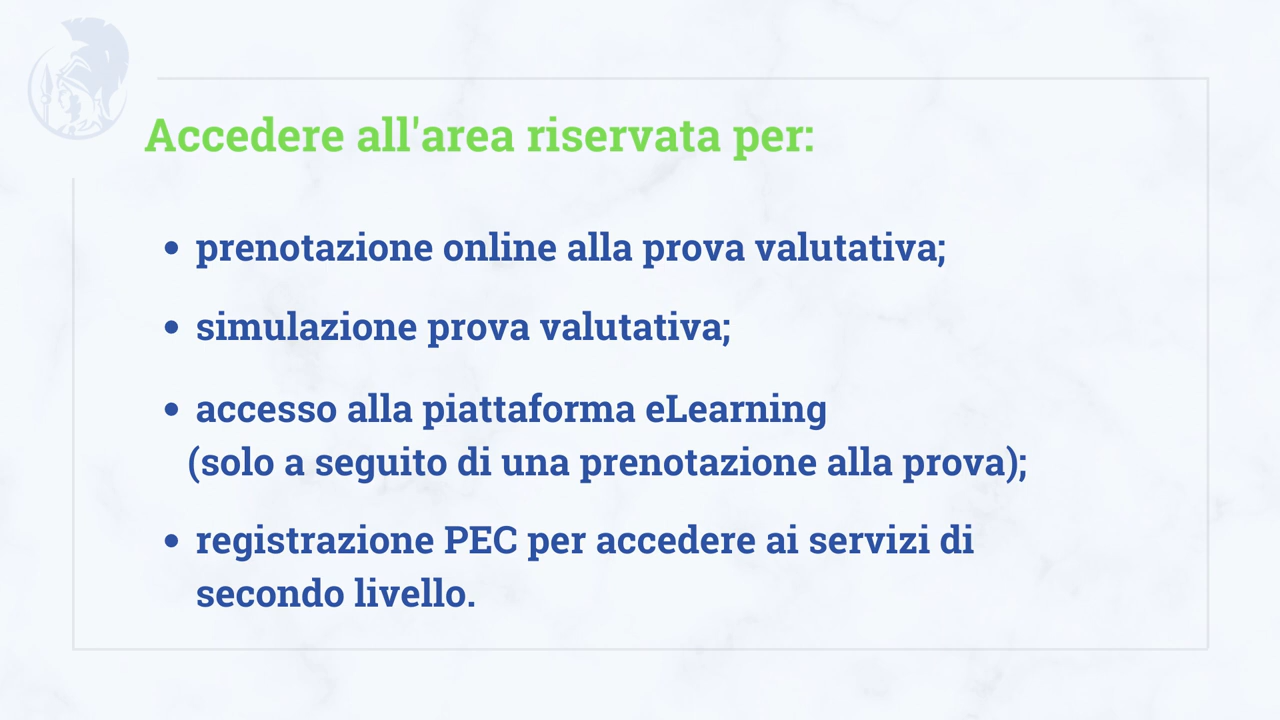 Accedere all'area riservata per:
• prenotazione online alla prova valutativa;
• simulazione prova valutativa;
• accesso alla piattaforma eLearning
(solo a seguito di una prenotazione alla prova);
• registrazione PEC per accedere ai servizi di
secondo livello.